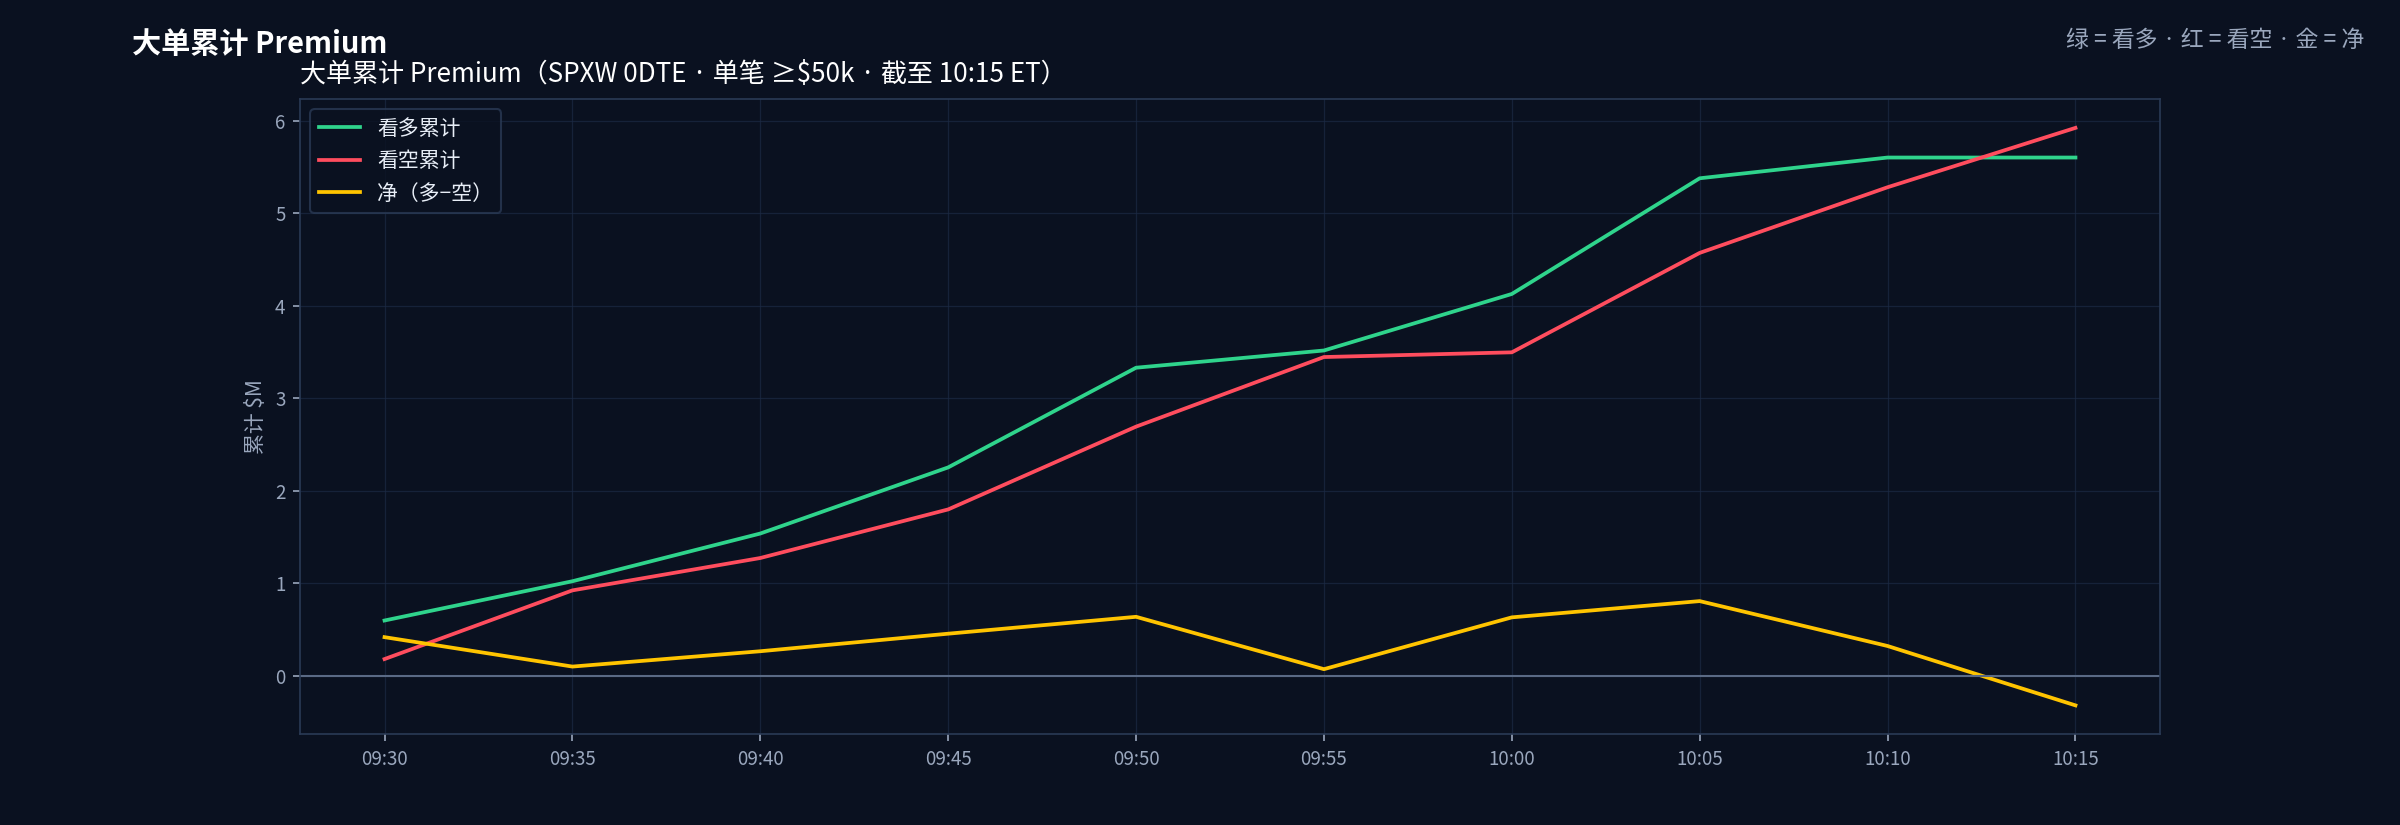 大单累计 Premium
绿 = 看多 · 红 = 看空 · 金 = 净
大单累计 Premium（SPXW 0DTE · 单笔 ≥$50k · 截至 10:15 ET）
看多累计
看空累计
净（多−空）
累计 $M
6
5
4
3
2
1
0
09:30 09:35 09:40 09:45 09:50 09:55 10:00 10:05 10:10 10:15